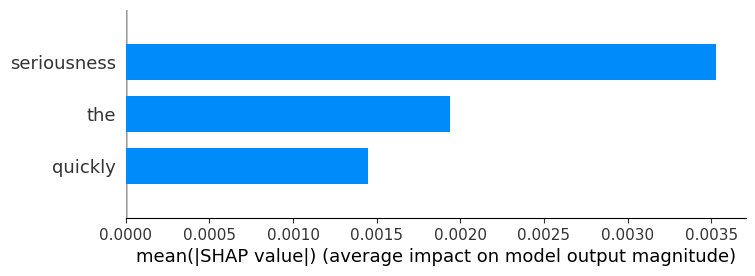 seriousness
the
quickly
0.0000 0.0005 0.0010 0.0015 0.0020 0.0025 0.0030 0.0035
mean(|SHAP value|) (average impact on model output magnitude)